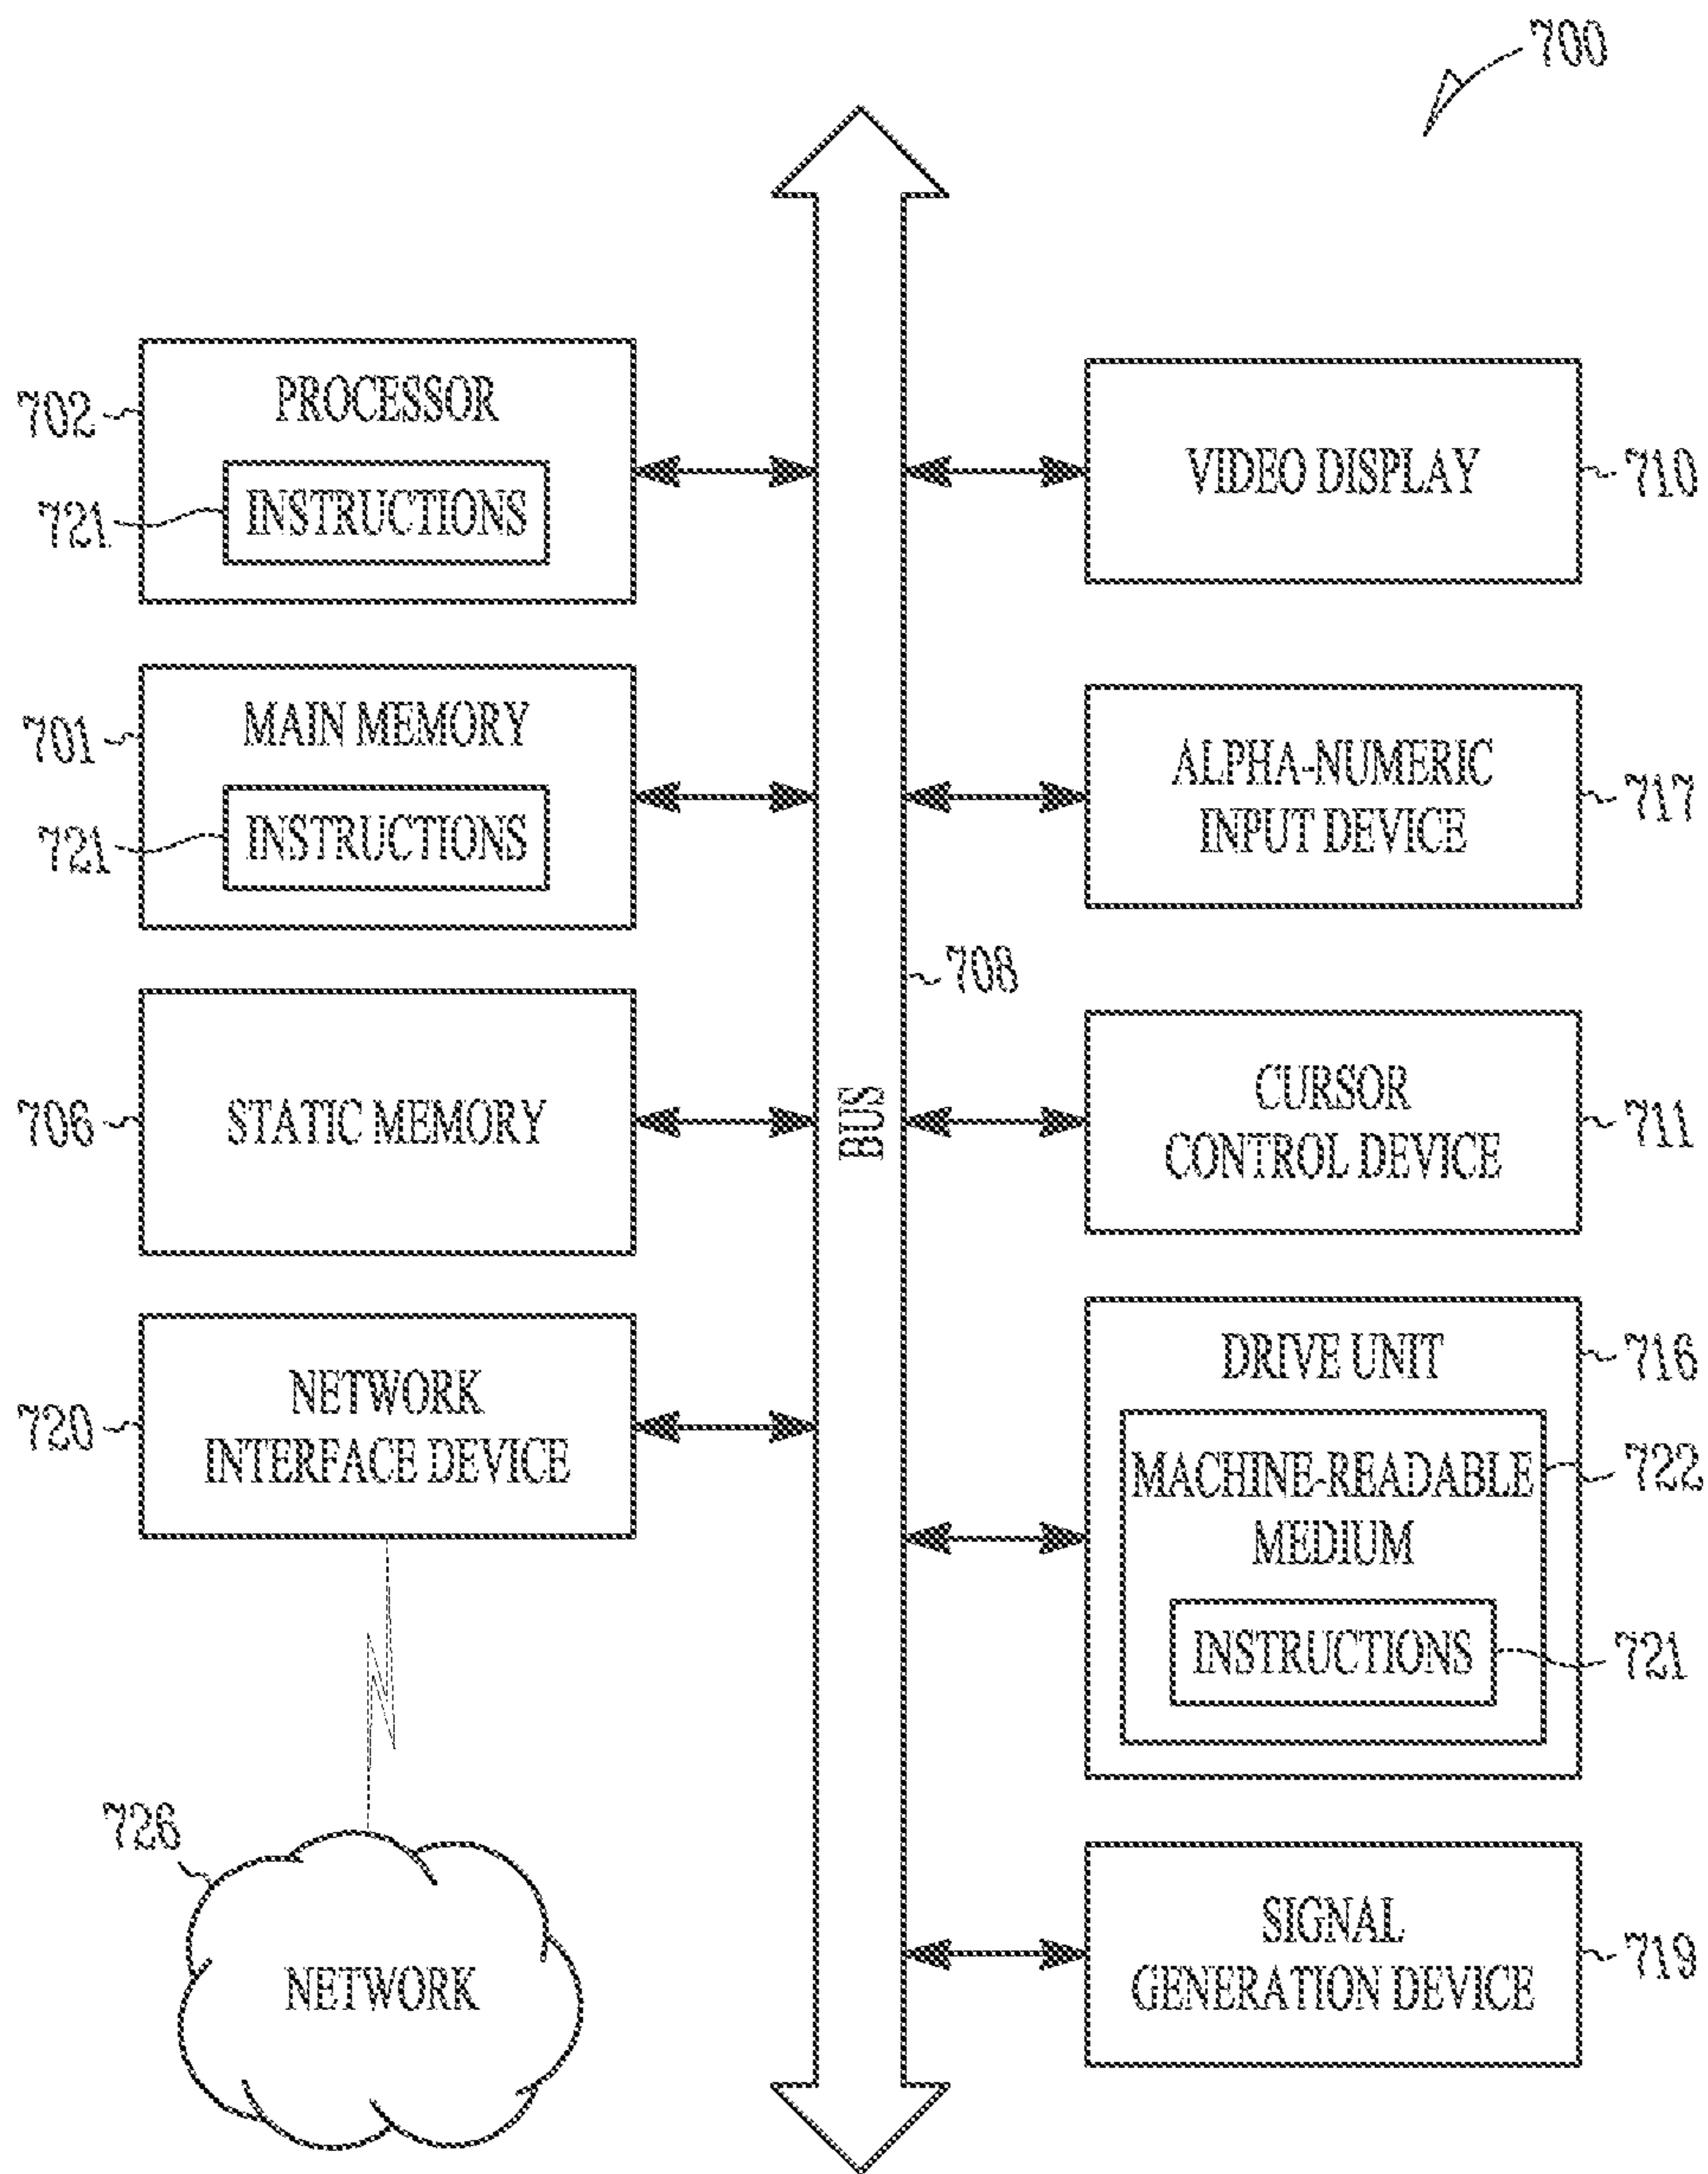 700
702
PROCESSOR
721
INSTRUCTIONS
701
MAIN MEMORY
721
INSTRUCTIONS
706
STATIC MEMORY
720
NETWORK
INTERFACE DEVICE
726
NETWORK
BUS
708
VIDEO DISPLAY
710
ALPHA-NUMERIC
INPUT DEVICE
717
CURSOR
CONTROL DEVICE
711
DRIVE UNIT
716
MACHINE-READABLE
MEDIUM
722
INSTRUCTIONS
721
SIGNAL
GENERATION DEVICE
719